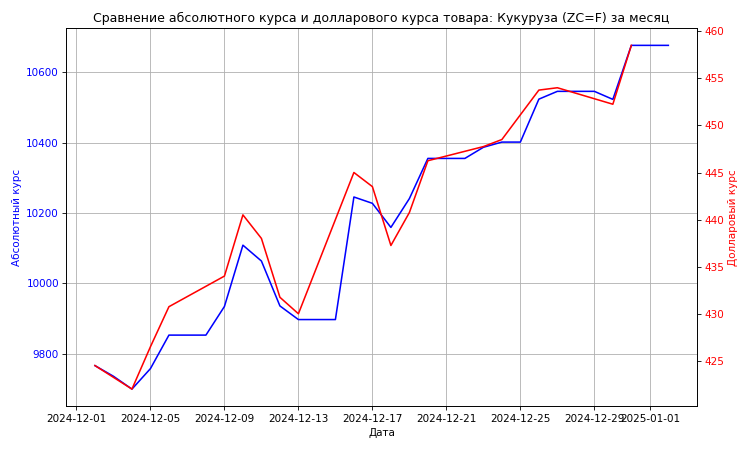 Сравнение абсолютного курса и долларового курса товара: Кукуруза (ZC=F) за месяц
460
10600
455
450
10400
445
Абсолютный курс
10200
440
Долларовый курс
435
10000
430
9800
425
2024-12-01 2024-12-05 2024-12-09 2024-12-13 2024-12-17 2024-12-21 2024-12-25 2024-12-29 2025-01-01
Дата